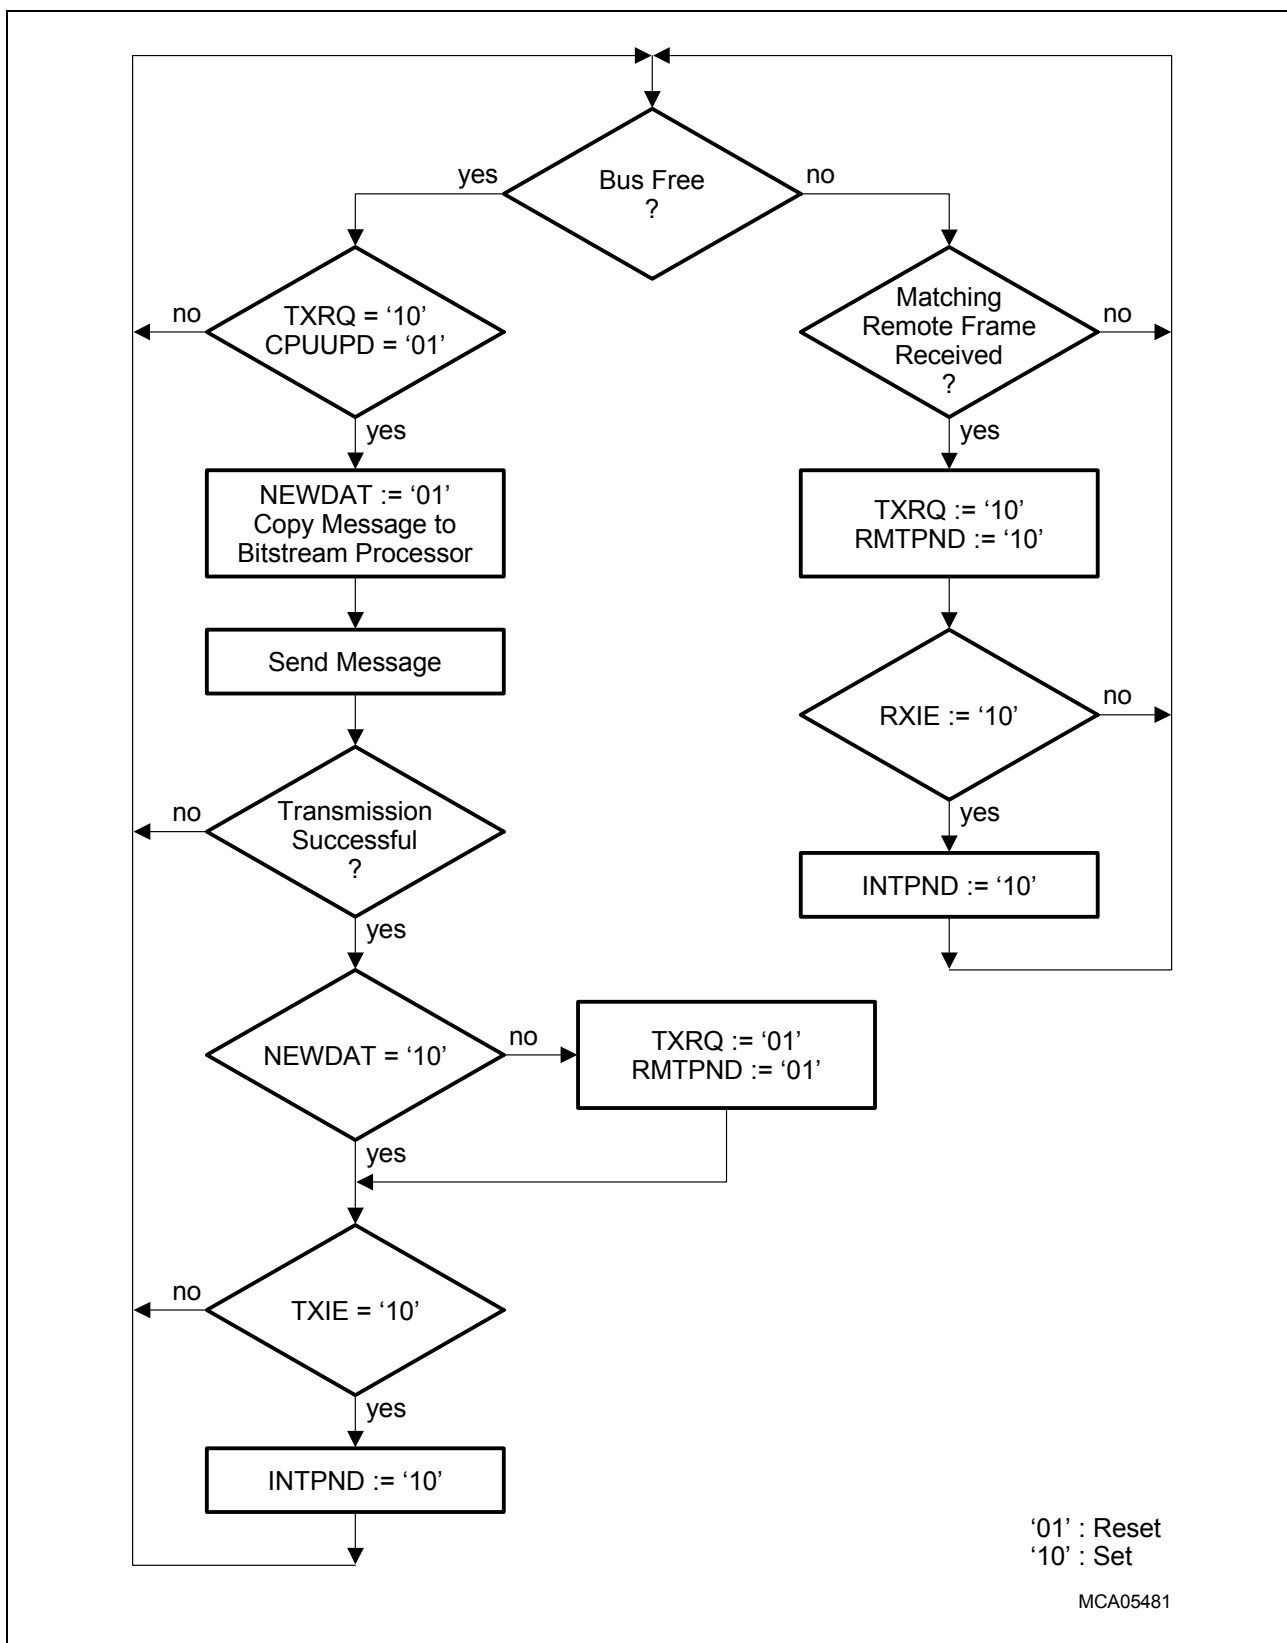 Bus Free
?
yes
no
TXRQ = ‘10’
CPUUPD = ‘01’
no
yes
NEWDAT := ‘01’
Copy Message to
Bitstream Processor
Send Message
Transmission
Successful
?
no
yes
NEWDAT = ‘10’
no
TXRQ := ‘01’
RMTPND := ‘01’
yes
TXIE = ‘10’
no
yes
INTPND := ‘10’
Matching
Remote Frame
Received
?
no
yes
TXRQ := ‘10’
RMTPND := ‘10’
RXIE := ‘10’
no
yes
INTPND := ‘10’
‘01’ : Reset
‘10’ : Set
MCA05481